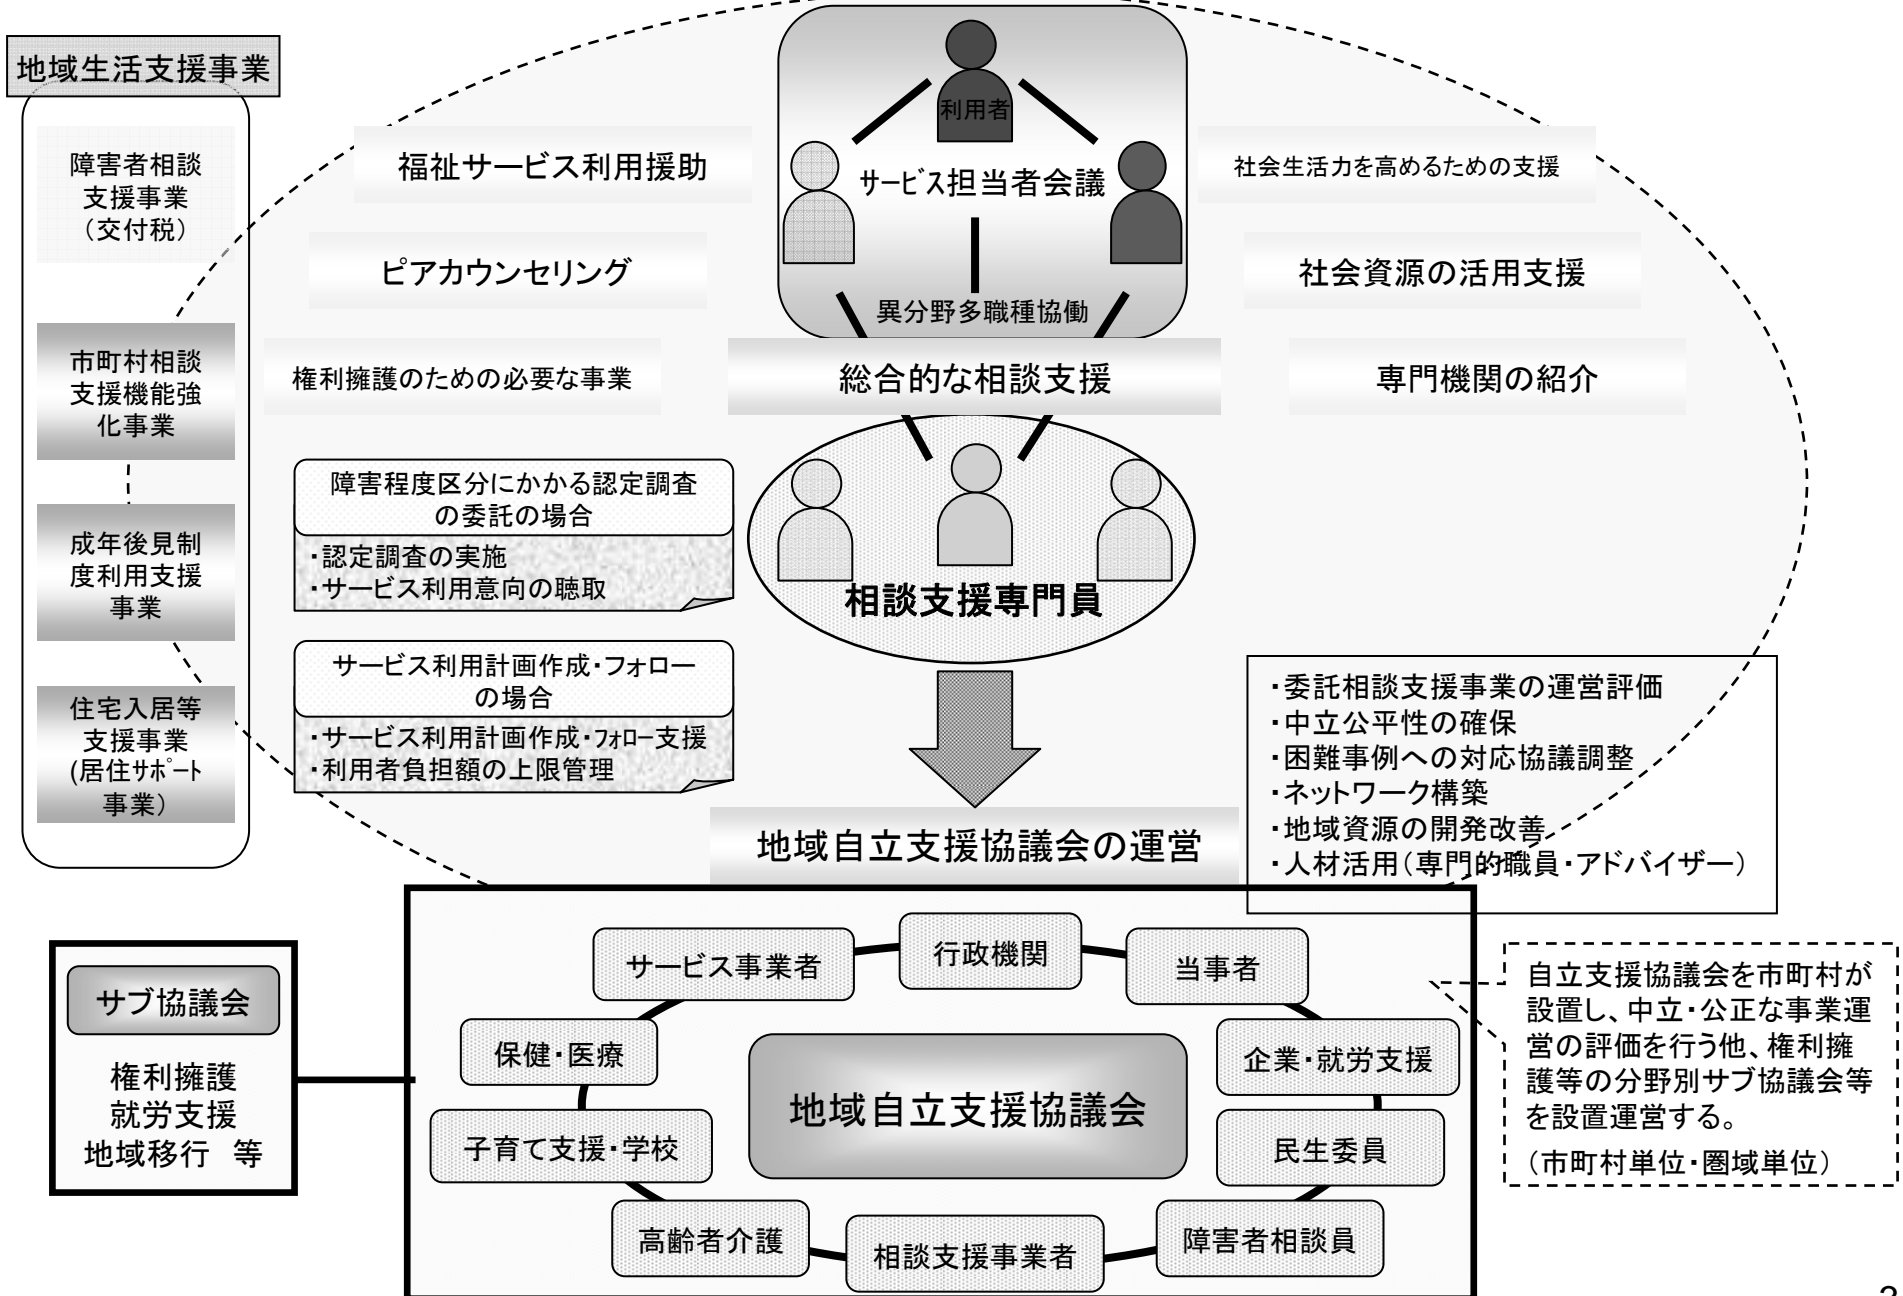 地域生活支援事業
障害者相談
支援事業
（交付税）
市町村相談
支援機能強
化事業
成年後見制
度利用支援
事業
住宅入居等
支援事業
(居住ｻﾎﾟｰﾄ
事業）
利用者
ｻｰﾋﾞｽ担当者会議
異分野多職種協働
福祉サービス利用援助
社会生活力を高めるための支援
ピアカウンセリング
社会資源の活用支援
権利擁護のための必要な事業
総合的な相談支援
専門機関の紹介
障害程度区分にかかる認定調査
の委託の場合
・認定調査の実施
・サービス利用意向の聴取
相談支援専門員
サービス利用計画作成・フォロー
の場合
・サービス利用計画作成・ﾌｫﾛｰ支援
・利用者負担額の上限管理
・委託相談支援事業の運営評価
・中立公平性の確保
・困難事例への対応協議調整
・ネットワーク構築
・地域資源の開発改善
・人材活用（専門的職員・アドバイザー）
地域自立支援協議会の運営
サブ協議会
権利擁護
就労支援
地域移行　等
サービス事業者
行政機関
当事者
保健・医療
企業・就労支援
地域自立支援協議会
子育て支援・学校
民生委員
高齢者介護
相談支援事業者
障害者相談員
自立支援協議会を市町村が
設置し、中立・公正な事業運
営の評価を行う他、権利擁
護等の分野別サブ協議会等
を設置運営する。
（市町村単位・圏域単位）